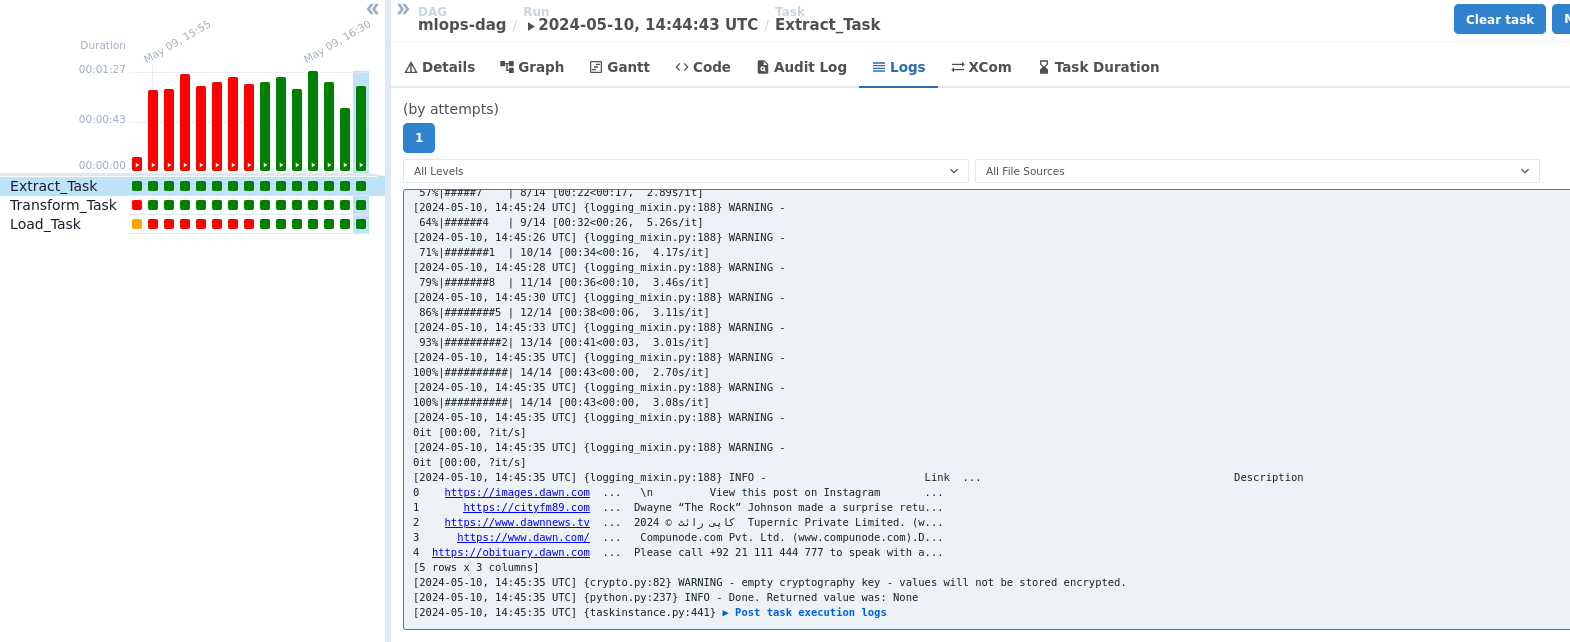 DAG Run Task
mlops-dag / 2024-05-10, 14:44:43 UTC / Extract_Task
Clear task
Details Graph Gantt Code Audit Log Logs XCom Task Duration
May 09, 15:55 May 09, 16:30
Duration
00:01:27
00:00:43
00:00:00
Extract_Task
Transform_Task
Load_Task
(by attempts)
1
All Levels All File Sources
57%|#####7    | 8/14 [00:22<00:17,  2.89s/it]
[2024-05-10, 14:45:24 UTC] {logging_mixin.py:188} WARNING -
64%|######4   | 9/14 [00:32<00:26,  5.26s/it]
[2024-05-10, 14:45:26 UTC] {logging_mixin.py:188} WARNING -
71%|#######1  | 10/14 [00:34<00:16,  4.17s/it]
[2024-05-10, 14:45:28 UTC] {logging_mixin.py:188} WARNING -
79%|#######8  | 11/14 [00:36<00:10,  3.46s/it]
[2024-05-10, 14:45:30 UTC] {logging_mixin.py:188} WARNING -
86%|########5 | 12/14 [00:38<00:06,  3.11s/it]
[2024-05-10, 14:45:33 UTC] {logging_mixin.py:188} WARNING -
93%|#########2| 13/14 [00:41<00:03,  3.01s/it]
[2024-05-10, 14:45:35 UTC] {logging_mixin.py:188} WARNING -
100%|##########| 14/14 [00:43<00:00,  2.70s/it]
[2024-05-10, 14:45:35 UTC] {logging_mixin.py:188} WARNING -
100%|##########| 14/14 [00:43<00:00,  3.08s/it]
[2024-05-10, 14:45:35 UTC] {logging_mixin.py:188} WARNING -
0it [00:00, ?it/s]
[2024-05-10, 14:45:35 UTC] {logging_mixin.py:188} WARNING -
0it [00:00, ?it/s]
[2024-05-10, 14:45:35 UTC] {logging_mixin.py:188} INFO - Link ... Description
0 https://images.dawn.com ... \n View this post on Instagram ...
1 https://cityfm89.com ... Dwayne “The Rock” Johnson made a surprise retu...
2 https://www.dawnnews.tv ... کاپی رائٹ © 2024 Tupernic Private Limited. (w...
3 https://www.dawn.com/ ... Compunode.com Pvt. Ltd. (www.compunode.com).D...
4 https://obituary.dawn.com ... Please call +92 21 111 444 777 to speak with a...
[5 rows x 3 columns]
[2024-05-10, 14:45:35 UTC] {crypto.py:82} WARNING - empty cryptography key - values will not be stored encrypted.
[2024-05-10, 14:45:35 UTC] {python.py:237} INFO - Done. Returned value was: None
[2024-05-10, 14:45:35 UTC] {taskinstance.py:441} ▶ Post task execution logs